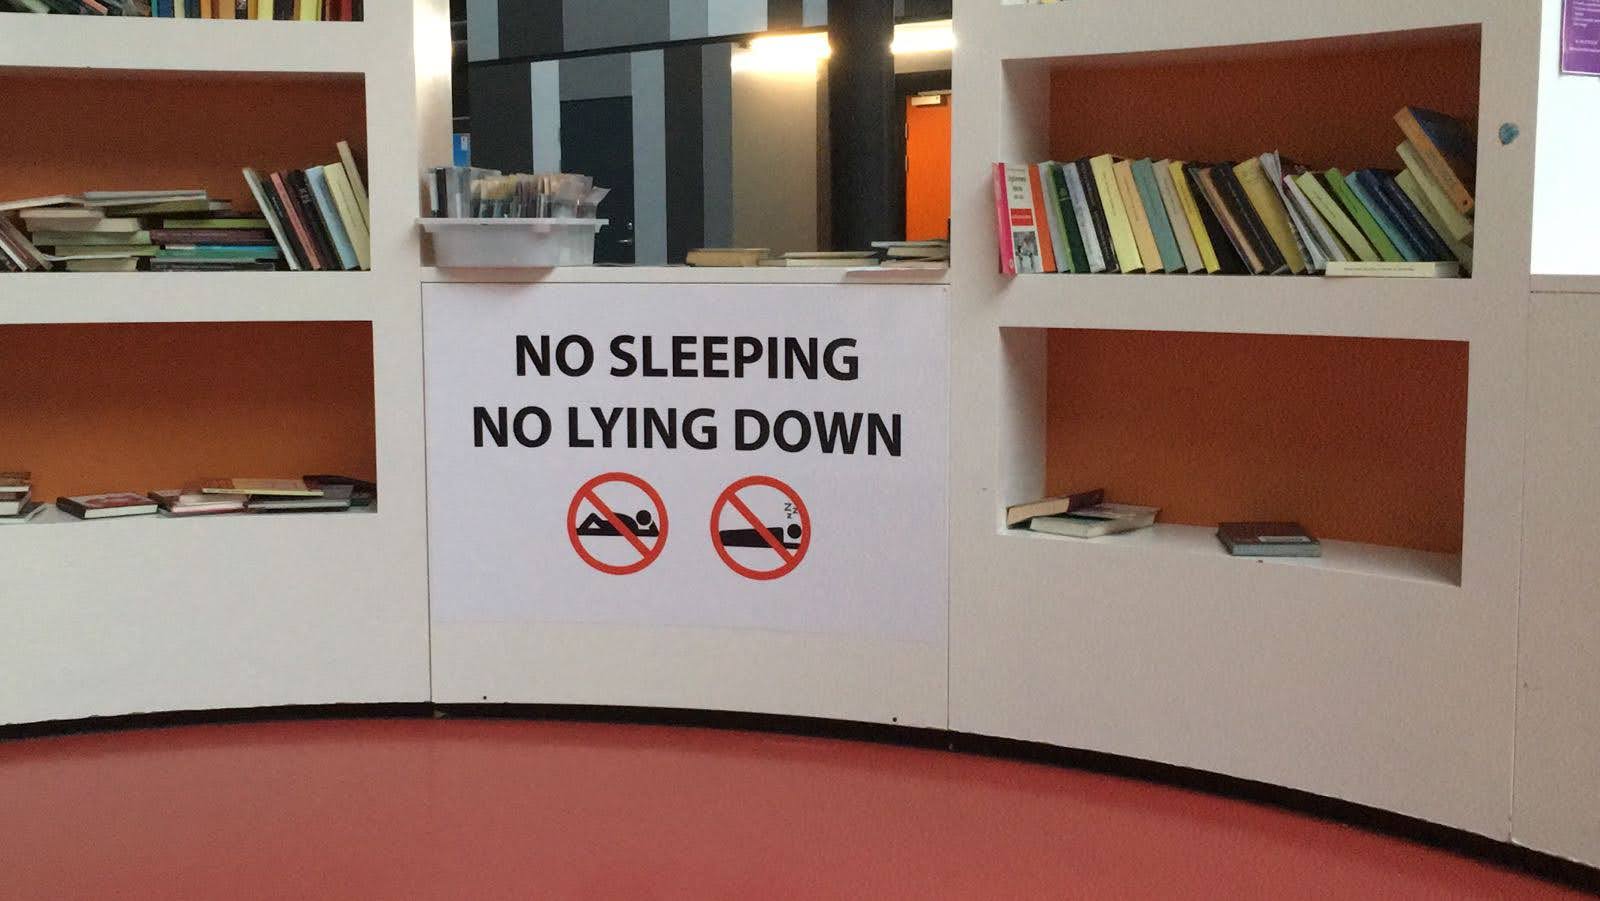 NO SLEEPING
NO LYING DOWN